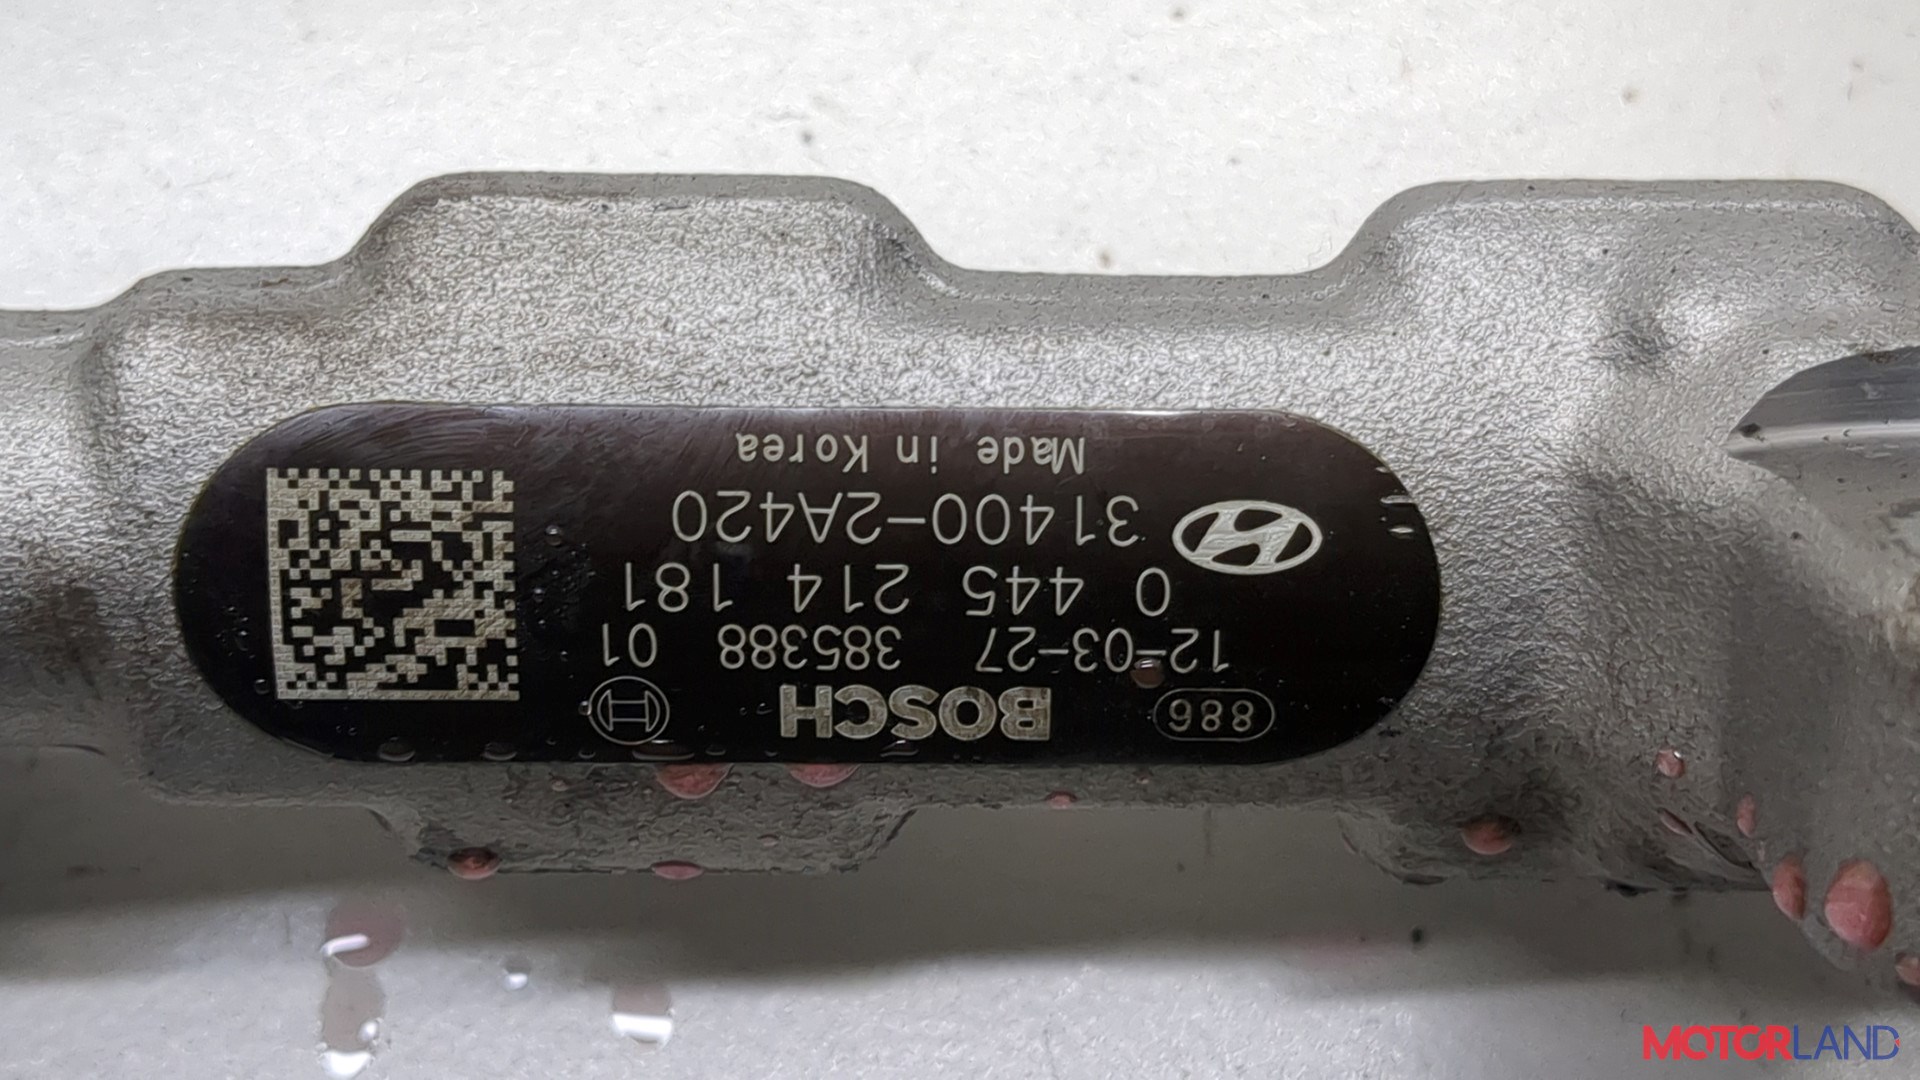 886 BOSCH
12-03-27 385388 01
0 445 214 181
31400-2A420
Made in Korea
MOTORLAND